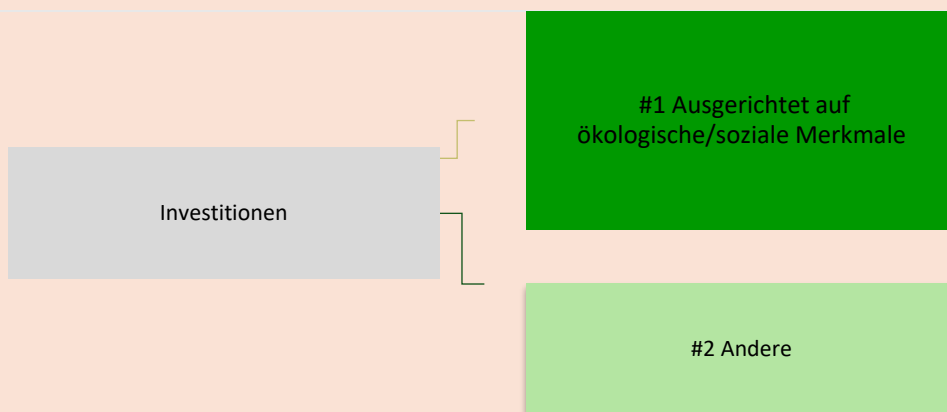 #1 Ausgerichtet auf
ökologische/soziale Merkmale
Investitionen
#2 Andere